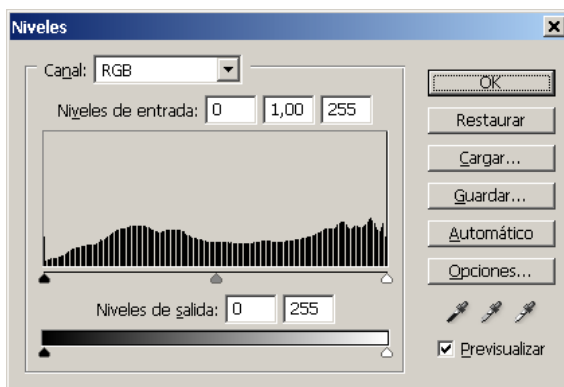 Niveles
Canal: RGB
Niveles de entrada: 0 1,00 255
Niveles de salida: 0 255
OK
Restaurar
Cargar...
Guardar...
Automático
Opciones...
Previsualizar